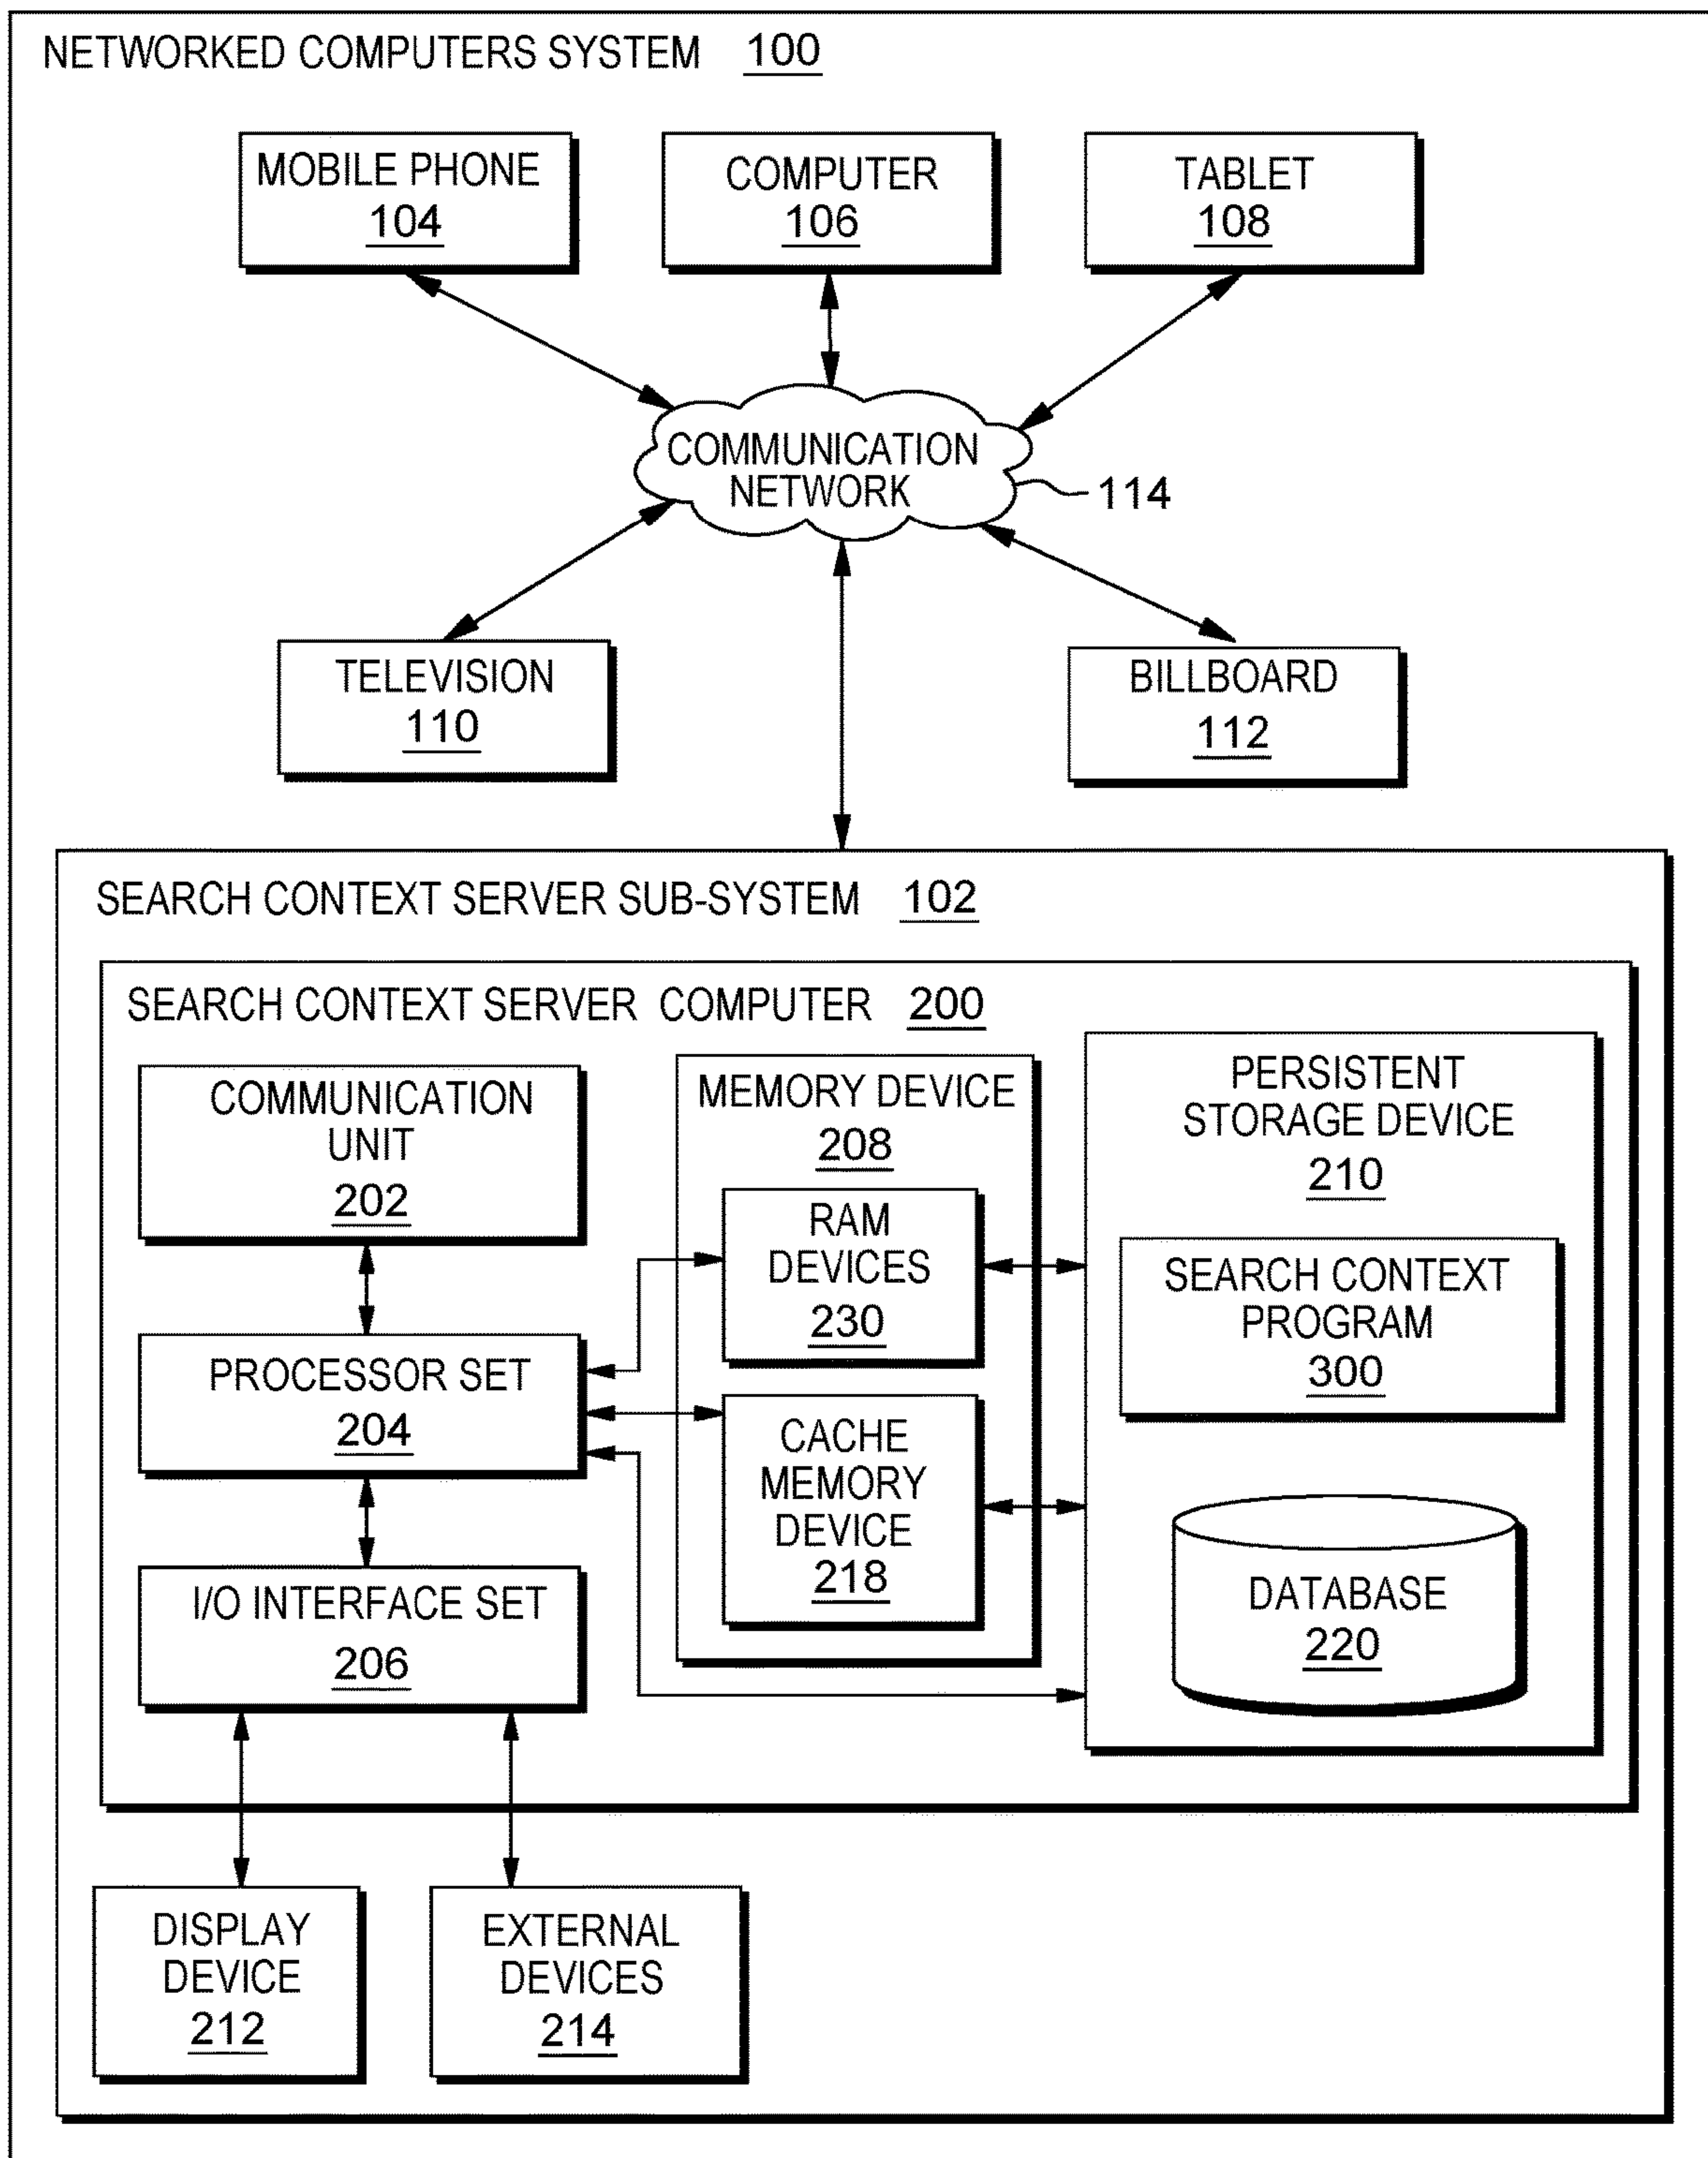 NETWORKED COMPUTERS SYSTEM 100
MOBILE PHONE
104
COMPUTER
106
TABLET
108
COMMUNICATION
NETWORK
114
TELEVISION
110
BILLBOARD
112
SEARCH CONTEXT SERVER SUB-SYSTEM 102
SEARCH CONTEXT SERVER COMPUTER 200
COMMUNICATION
UNIT
202
PROCESSOR SET
204
I/O INTERFACE SET
206
MEMORY DEVICE
208
RAM
DEVICES
230
CACHE
MEMORY
DEVICE
218
PERSISTENT
STORAGE DEVICE
210
SEARCH CONTEXT
PROGRAM
300
DATABASE
220
DISPLAY
DEVICE
212
EXTERNAL
DEVICES
214